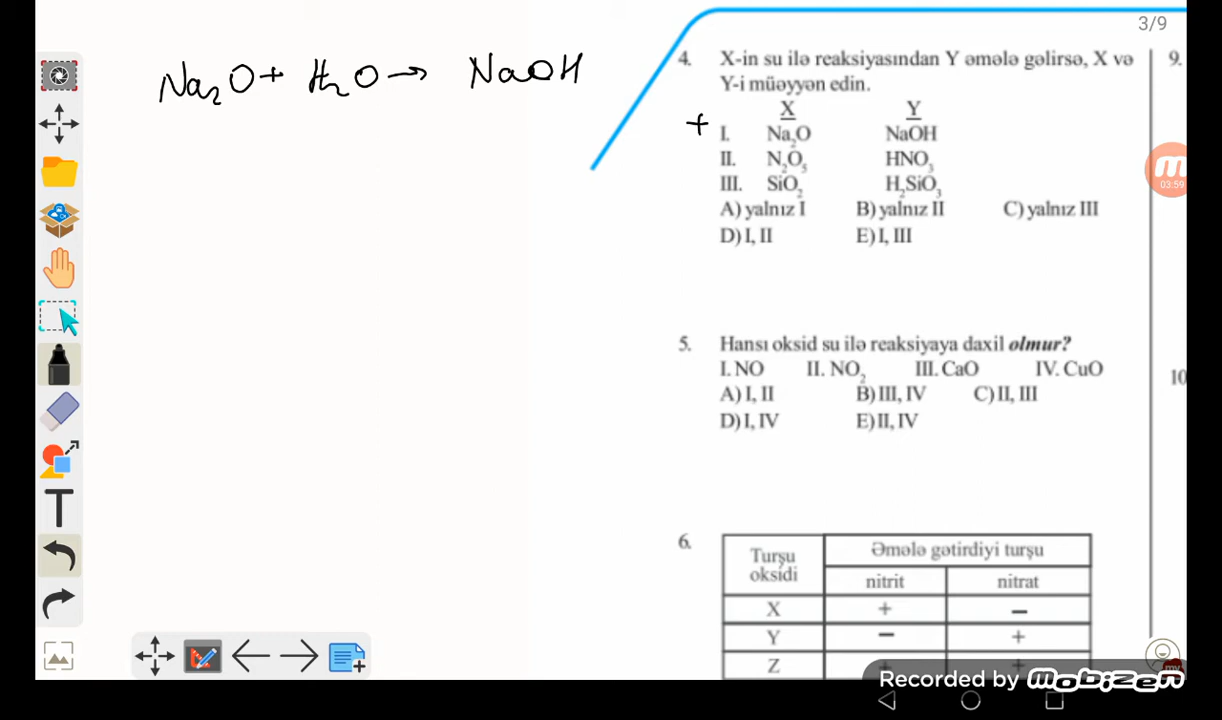 3/9
Na₂O + H₂O → NaOH
4. X-in su ilə reaksiyasından Y əmələ gəlirsə, X və
Y-i müəyyən edin.
X Y
+ I. Na₂O NaOH
II. N₂O₅ HNO₃
III. SiO₂ H₂SiO₃
A) yalnız I B) yalnız II C) yalnız III
D) I, II E) I, III
5. Hansı oksid su ilə reaksiyaya daxil olmur?
I. NO II. NO₂ III. CaO IV. CuO
A) I, II B) III, IV C) II, III
D) I, IV E) II, IV
6.
Turşu oksidi Əmələ gətirdiyi turşu
nitrit nitrat
X + −
Y − +
Z + +
9.
10
03:59
T
Recorded by Mobizen